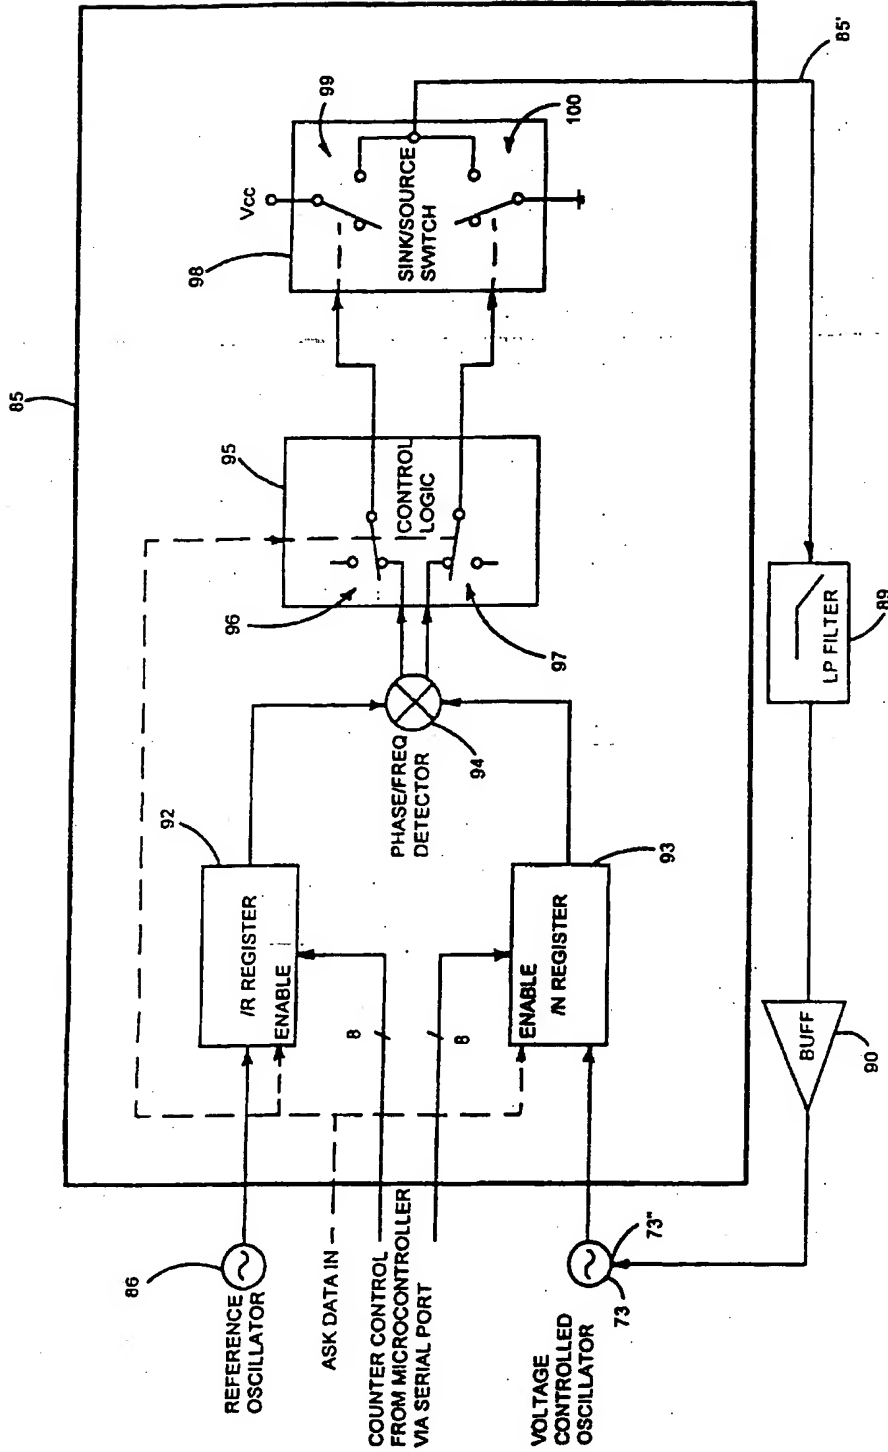 85
86
REFERENCE
OSCILLATOR
ASK DATA IN
COUNTER CONTROL
FROM MICROCONTROLLER
VIA SERIAL PORT
VOLTAGE
CONTROLLED
OSCILLATOR
73
73"
92
/R REGISTER
ENABLE
8
8
ENABLE
/N REGISTER
93
PHASE/FREQ
DETECTOR
94
95
96
CONTROL
LOGIC
97
98
Vcc
99
SINK/SOURCE
SWITCH
100
85'
BUFF
90
LP FILTER
89